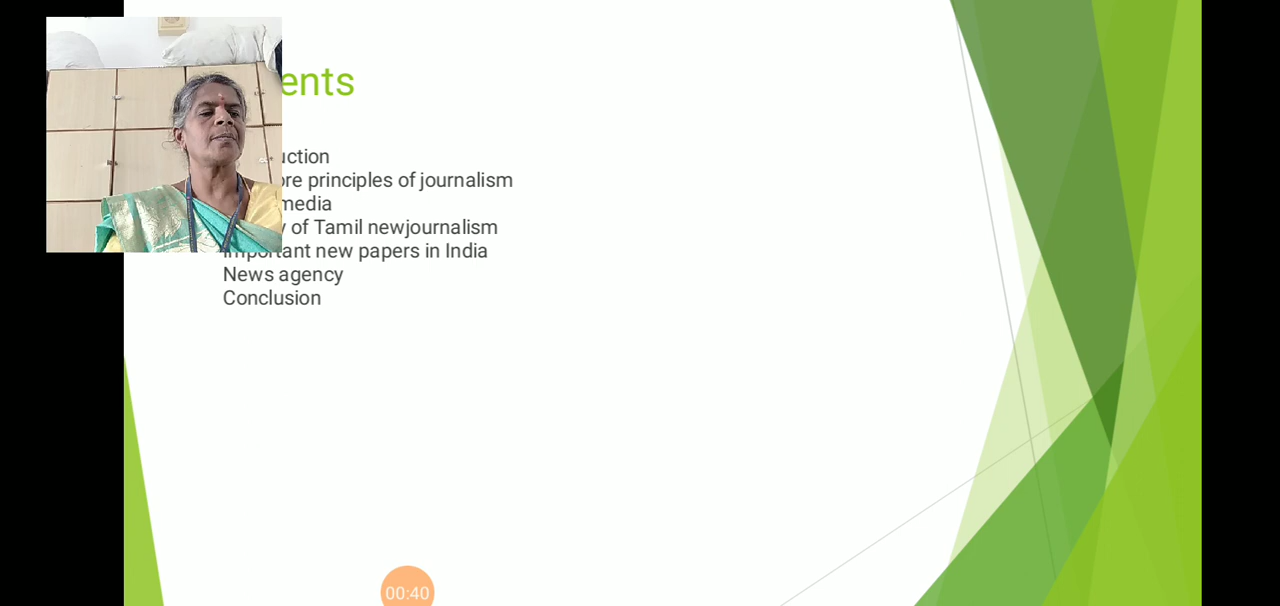 ents
uction
ore principles of journalism
media
y of Tamil newjournalism
Important new papers in India
News agency
Conclusion
00:40